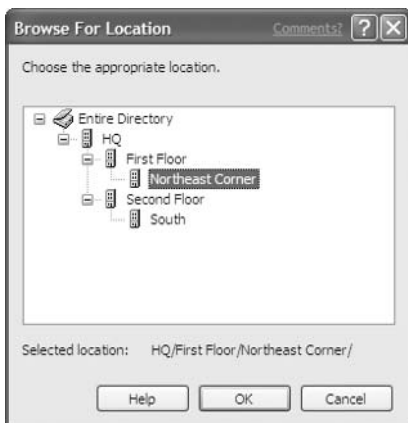 Browse For Location Comments? ? X
Choose the appropriate location.
Entire Directory
HQ
First Floor
Northeast Corner
Second Floor
South
Selected location: HQ/First Floor/Northeast Corner/
Help OK Cancel